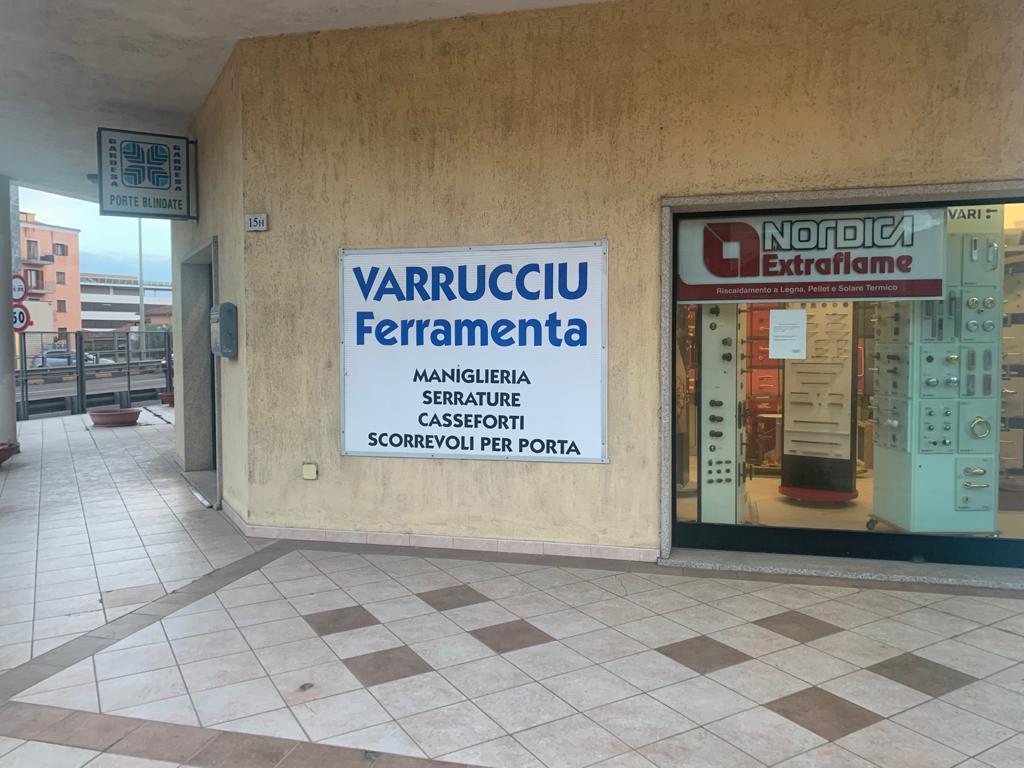 GARDESA
GARDESA
PORTE BLINDATE
15H
VARRUCCIU
Ferramenta
MANIGLIERIA
SERRATURE
CASSEFORTI
SCORREVOLI PER PORTA
NORDICA
Extraflame
Riscaldamento a Legna, Pellet e Solare Termico
VARI
50